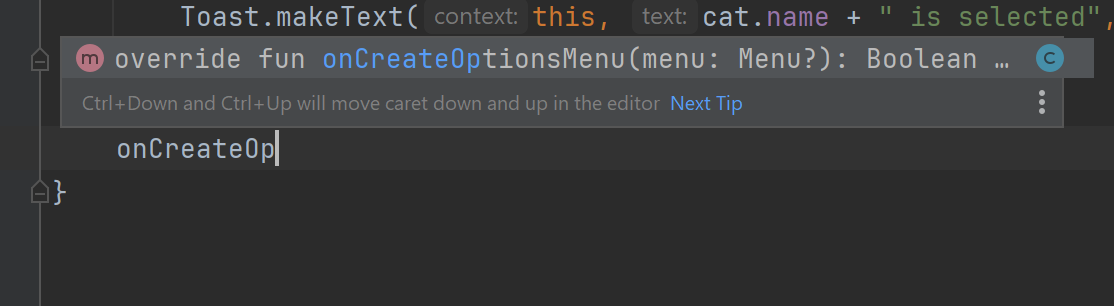 Toast.makeText( context: this, text: cat.name + " is selected",
m override fun onCreateOptionsMenu(menu: Menu?): Boolean … C
Ctrl+Down and Ctrl+Up will move caret down and up in the editor Next Tip
onCreateOp
}